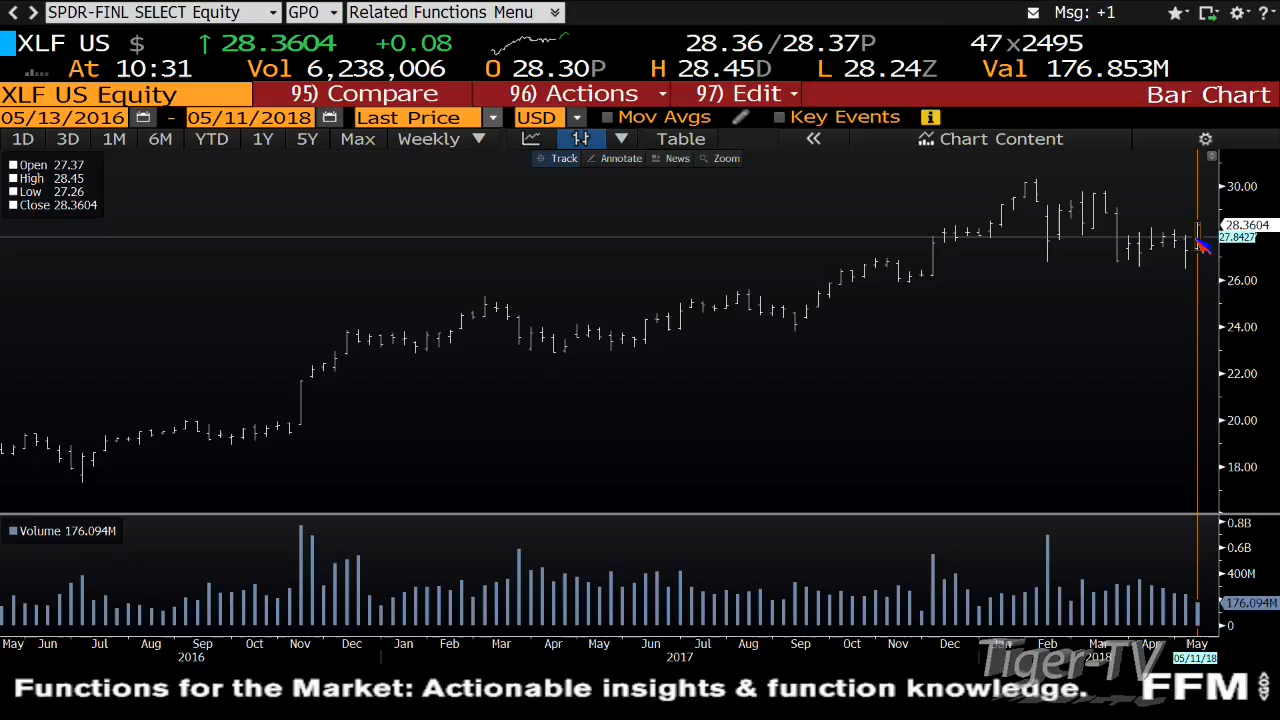 SPDR-FINL SELECT Equity GPO Related Functions Menu Msg: +1 ?
XLF US $ ↑ 28.3604 +0.08 28.36 /28.37P 47x2495
At 10:31 Vol 6,238,006 O 28.30P H 28.45D L 28.24Z Val 176.853M
XLF US Equity 95) Compare 96) Actions 97) Edit Bar Chart
05/13/2016 - 05/11/2018 Last Price USD Mov Avgs Key Events i
1D 3D 1M 6M YTD 1Y 5Y Max Weekly ▼ Table « Chart Content
Track Annotate News Zoom
Open 27.37
High 28.45
Low 27.26
Close 28.3604
30.00
28.3604
27.8427
26.00
24.00
22.00
20.00
18.00
Volume 176.094M
0.8B
0.6B
400M
176.094M
0
May Jun Jul Aug Sep Oct Nov Dec Jan Feb Mar Apr May Jun Jul Aug Sep Oct Nov Dec Jan Feb Mar Apr May
2016 2017 2018 05/11/18
Tiger-TV
Functions for the Market: Actionable insights & function knowledge. FFM